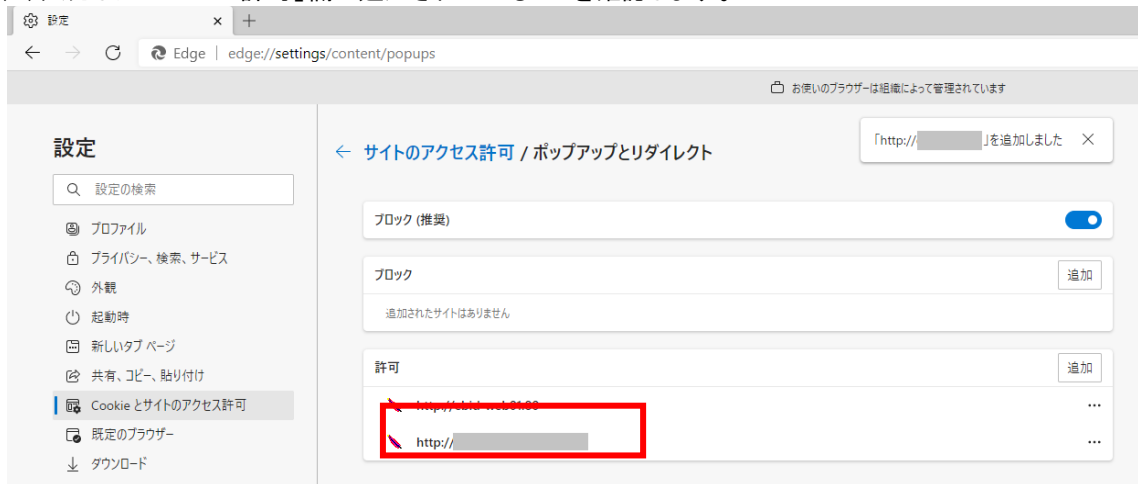 設定
Edge | edge://settings/content/popups
お使いのブラウザーは組織によって管理されています
設定
サイトのアクセス許可 / ポップアップとリダイレクト
「http:// 」を追加しました
設定の検索
プロファイル
プライバシー、検索、サービス
外観
起動時
新しいタブ ページ
共有、コピー、貼り付け
Cookie とサイトのアクセス許可
既定のブラウザー
ダウンロード
ブロック (推奨)
ブロック
追加
追加されたサイトはありません
許可
追加
http://